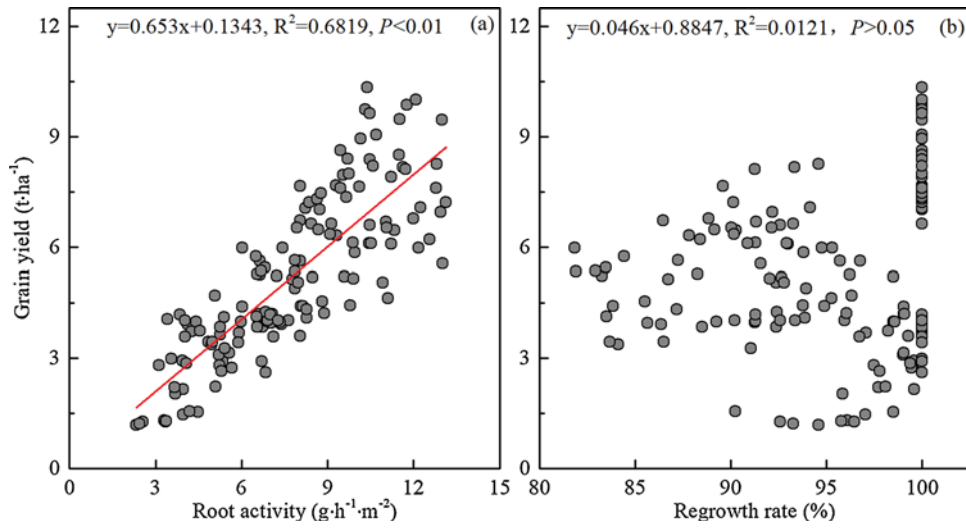 y=0.653x+0.1343, R²=0.6819, P<0.01 (a)
y=0.046x+0.8847, R²=0.0121，P>0.05 (b)
Grain yield (t·ha⁻¹)
12
9
6
3
0
12
9
6
3
0
0 3 6 9 12 15
80 85 90 95 100
Root activity (g·h⁻¹·m⁻²)
Regrowth rate (%)